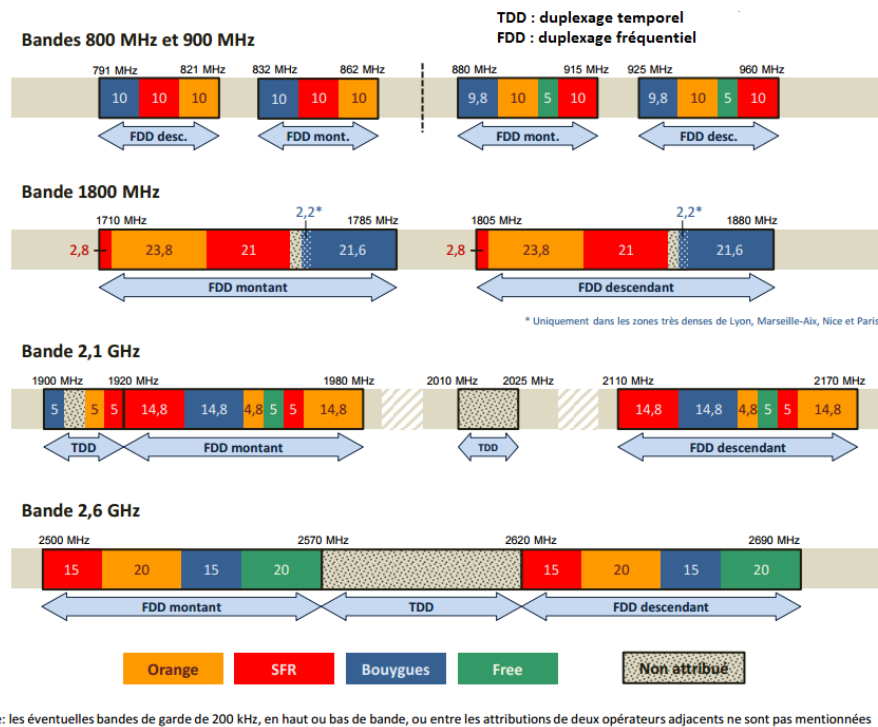 TDD : duplexage temporel
FDD : duplexage fréquentiel
Bandes 800 MHz et 900 MHz
791 MHz 821 MHz 832 MHz 862 MHz 880 MHz 915 MHz 925 MHz 960 MHz
10 10 10 10 10 10 9,8 10 5 10 9,8 10 5 10
FDD desc. FDD mont. FDD mont. FDD desc.
Bande 1800 MHz
2,2* 2,2*
1710 MHz 1785 MHz 1805 MHz 1880 MHz
2,8 23,8 21 21,6 2,8 23,8 21 21,6
FDD montant FDD descendant
* Uniquement dans les zones très denses de Lyon, Marseille-Aix, Nice et Paris
Bande 2,1 GHz
1900 MHz 1920 MHz 1980 MHz 2010 MHz 2025 MHz 2110 MHz 2170 MHz
5 5 5 14,8 14,8 4,8 5 5 14,8 14,8 14,8 4,8 5 5 14,8
TDD FDD montant TDD FDD descendant
Bande 2,6 GHz
2500 MHz 2570 MHz 2620 MHz 2690 MHz
15 20 15 20 15 20 15 20
FDD montant TDD FDD descendant
Orange SFR Bouygues Free Non attribué
: les éventuelles bandes de garde de 200 kHz, en haut ou bas de bande, ou entre les attributions de deux opérateurs adjacents ne sont pas mentionnées